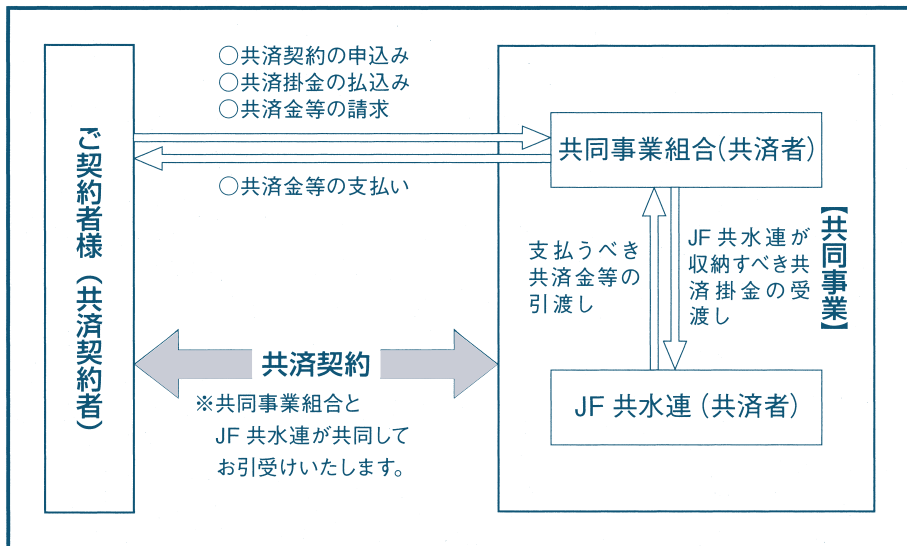 ○共済契約の申込み
○共済掛金の払込み
○共済金等の請求
ご契約者様（共済契約者）
共同事業組合（共済者）
○共済金等の支払い
【共同事業】
支払うべき
共済金等の
引渡し
JF 共水連が
収納すべき共
済掛金の受
渡し
共済契約
※共同事業組合と
JF 共水連が共同して
お引受けいたします。
JF 共水連（共済者）